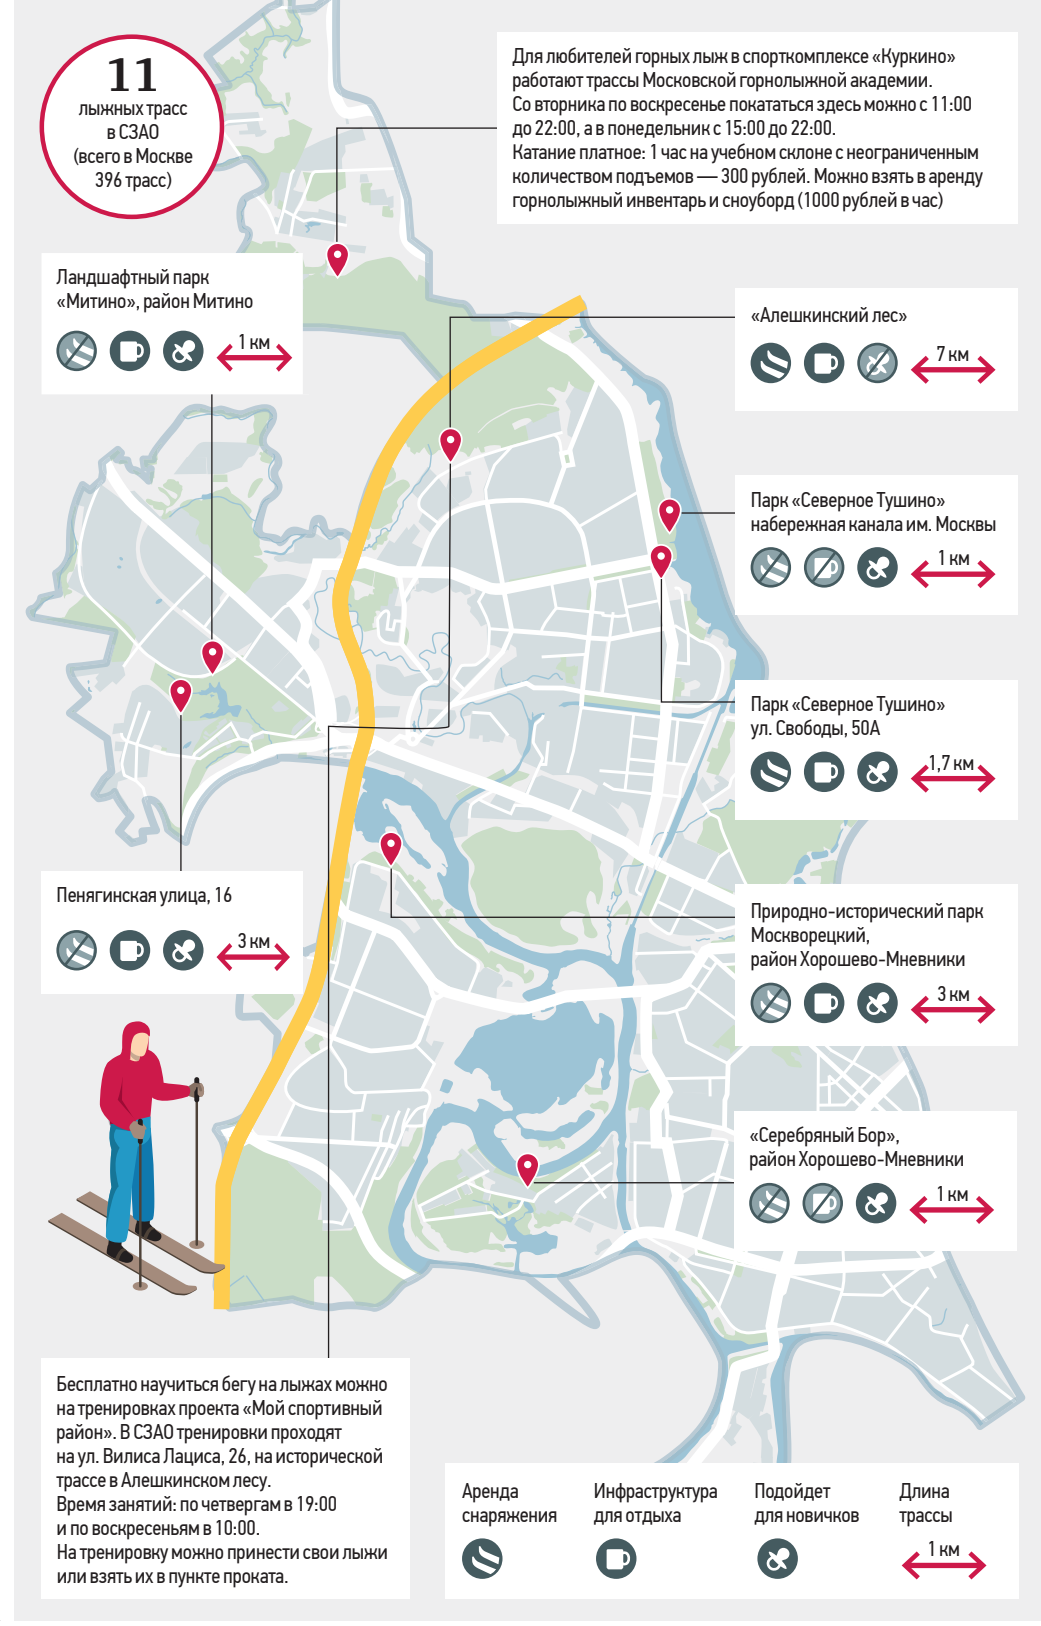 11
лыжных трасс
в СЗАО
(всего в Москве
396 трасс)
Для любителей горных лыж в спорткомплексе «Куркино»
работают трассы Московской горнолыжной академии.
Со вторника по воскресенье покататься здесь можно с 11:00
до 22:00, а в понедельник с 15:00 до 22:00.
Катание платное: 1 час на учебном склоне с неограниченным
количеством подъемов — 300 рублей. Можно взять в аренду
горнолыжный инвентарь и сноуборд (1000 рублей в час)
Ландшафтный парк
«Митино», район Митино
1 км
«Алешкинский лес»
7 км
Парк «Северное Тушино»
набережная канала им. Москвы
1 км
Парк «Северное Тушино»
ул. Свободы, 50А
1,7 км
Пенягинская улица, 16
3 км
Природно-исторический парк
Москворецкий,
район Хорошево-Мневники
3 км
«Серебряный Бор»,
район Хорошево-Мневники
1 км
Бесплатно научиться бегу на лыжах можно
на тренировках проекта «Мой спортивный
район». В СЗАО тренировки проходят
на ул. Вилиса Лациса, 26, на исторической
трассе в Алешкинском лесу.
Время занятий: по четвергам в 19:00
и по воскресеньям в 10:00.
На тренировку можно принести свои лыжи
или взять их в пункте проката.
Аренда
снаряжения
Инфраструктура
для отдыха
Подойдет
для новичков
Длина
трассы
1 км